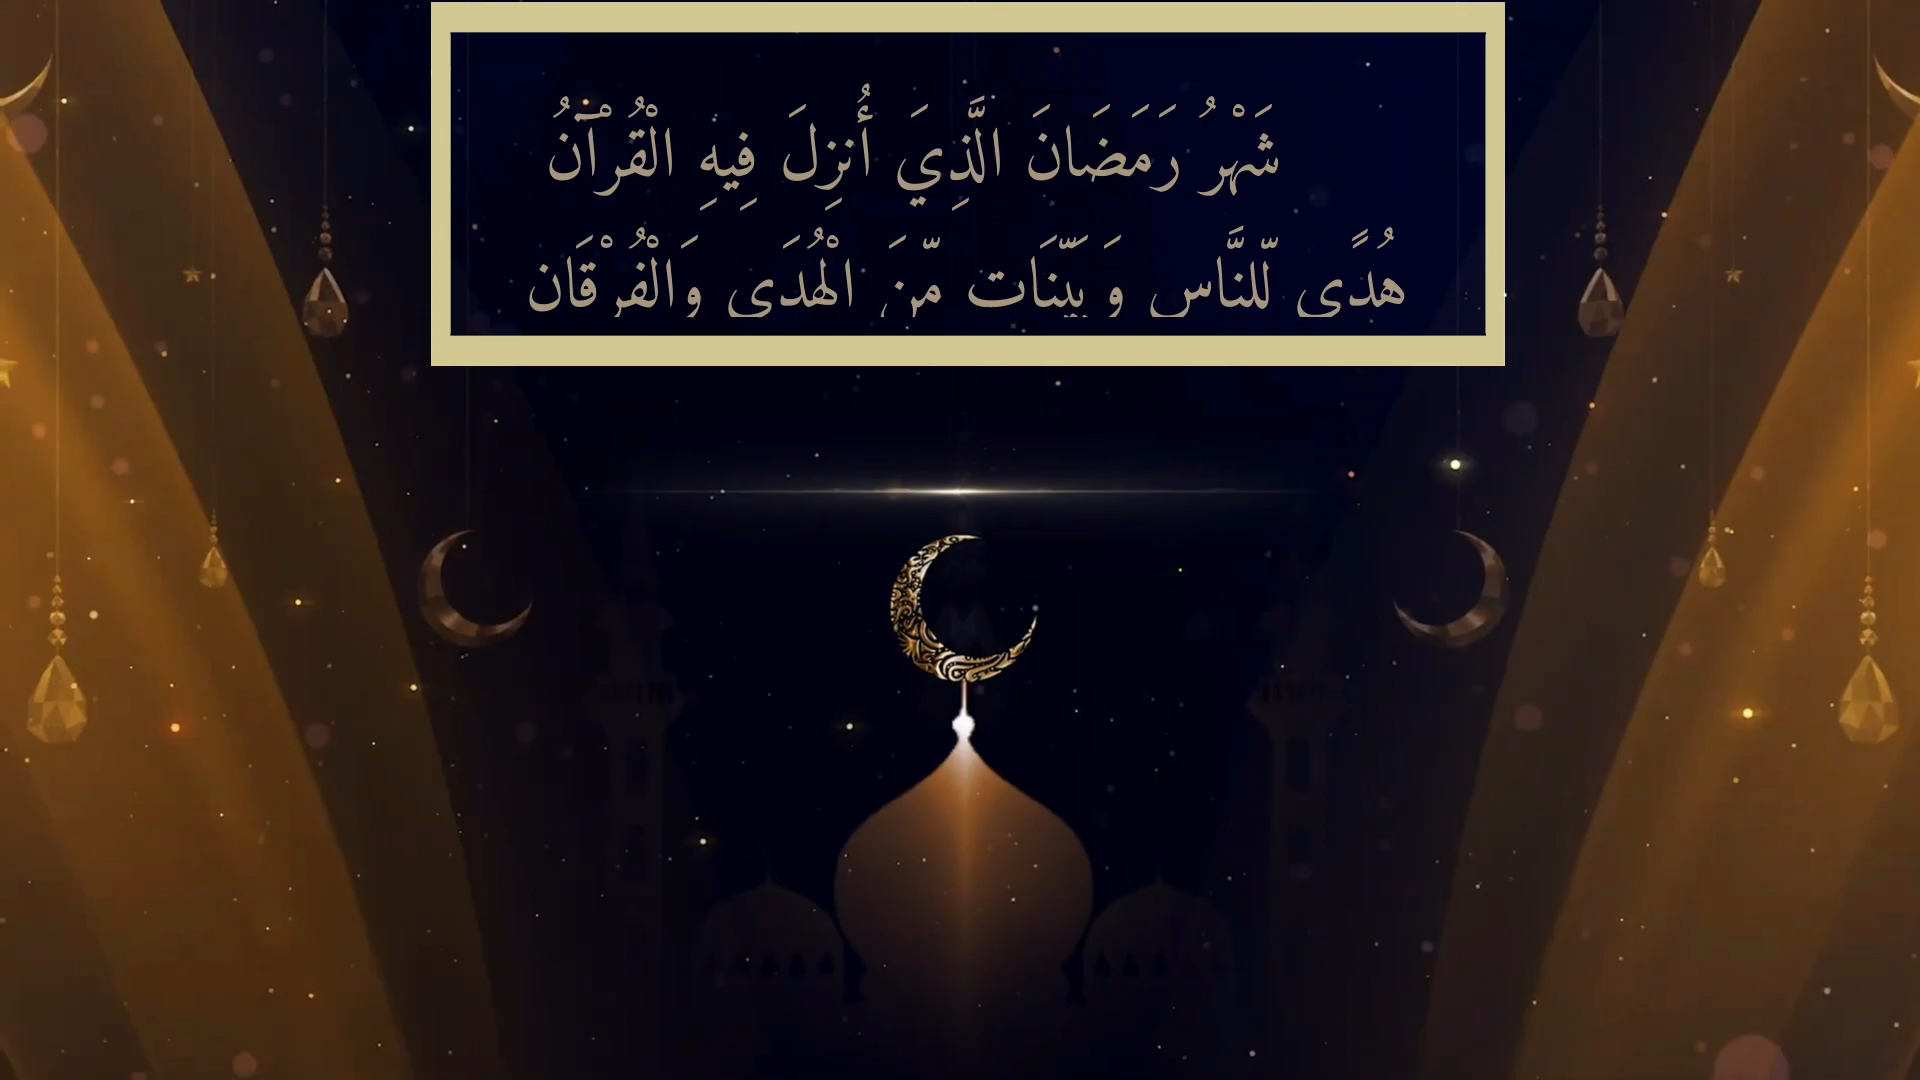 شَهْرُ رَمَضَانَ الَّذِيَ أُنزِلَ فِيهِ الْقُرْآنُ
هُدًى لِّلنَّاسِ وَبَيِّنَاتٍ مِّنَ الْهُدَى وَالْفُرْقَانِ